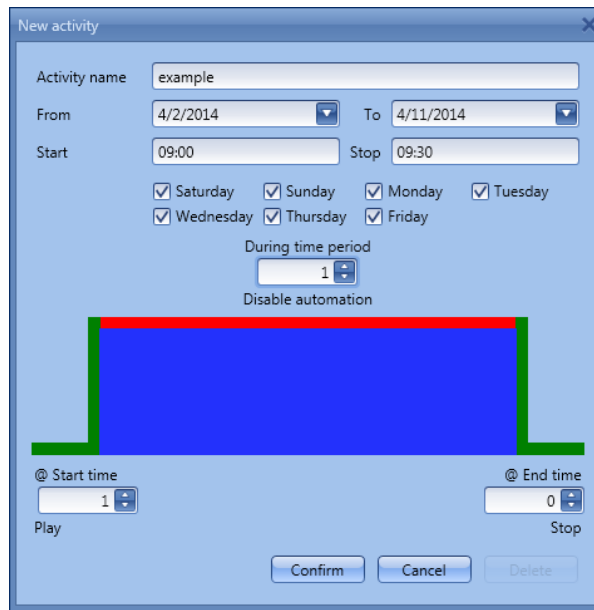 New activity
Activity name example
From 4/2/2014 To 4/11/2014
Start 09:00 Stop 09:30
Saturday Sunday Monday Tuesday
Wednesday Thursday Friday
During time period
1
Disable automation
@ Start time @ End time
1 0
Play Stop
Confirm Cancel Delete